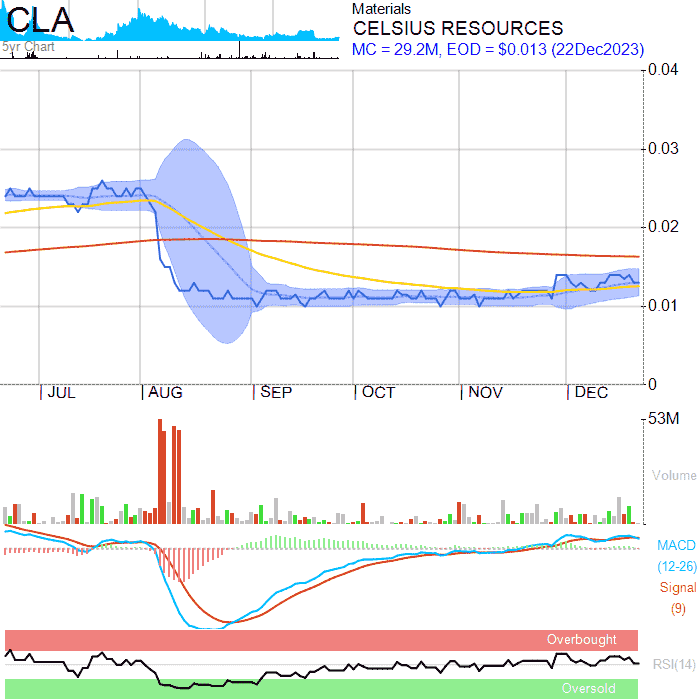 CLA
5yr Chart
Materials
CELSIUS RESOURCES
MC = 29.2M, EOD = $0.013 (22Dec2023)
0.04
0.03
0.02
0.01
0
JUL AUG SEP OCT NOV DEC
53M
Volume
MACD
(12-26)
Signal
(9)
Overbought
RSI(14)
Oversold